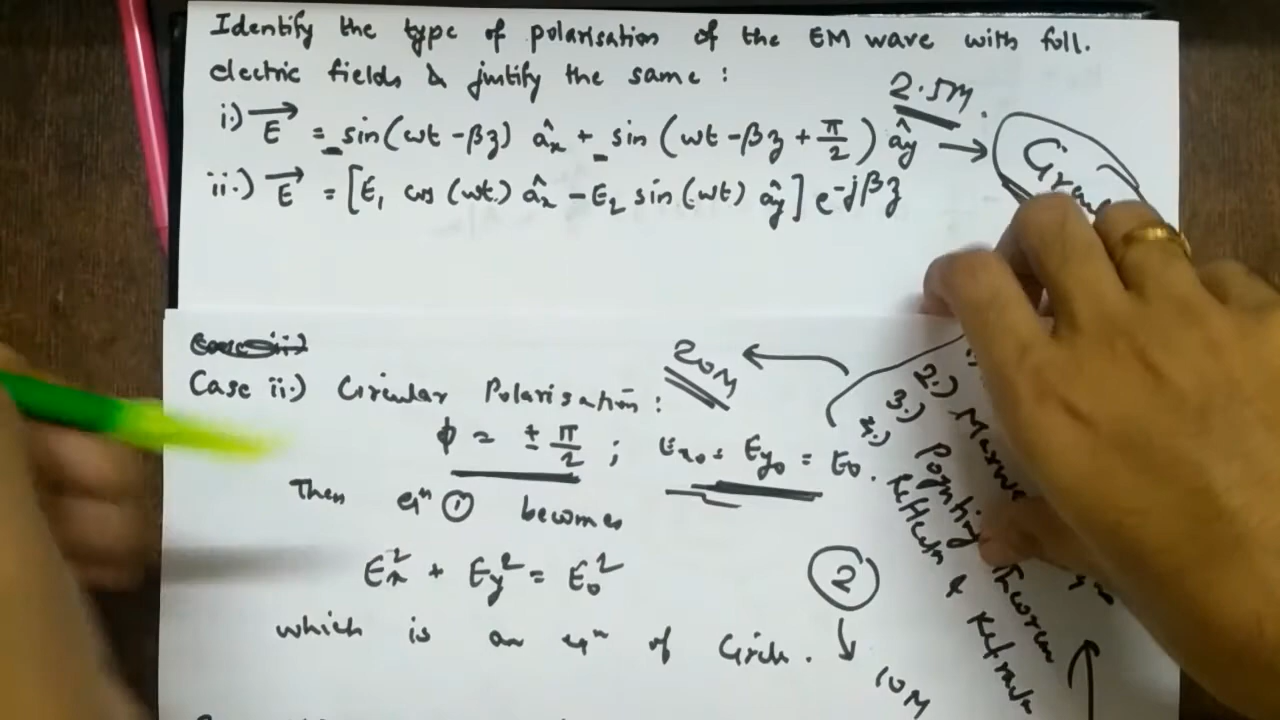 Identify the type of polarisation of the EM wave with foll.
electric fields & justify the same :
2.5M.
i.) E⃗ = sin(ωt - βz) âx + sin(ωt - βz + π/2) ây →
ii.) E⃗ = [E₁ cos (ωt) âx - E₂ sin (ωt) ây] e^-jβz
Case ii.) Circular Polarisation :
20M
ϕ = ± π/2 ; Ex₀ = Ey₀ = E₀.
Then eqⁿ ① becomes
Ex² + Ey² = E₀²
which is an eqⁿ of Circle.
②
10M
2.)
3.)
4.)
Poynting Theorem